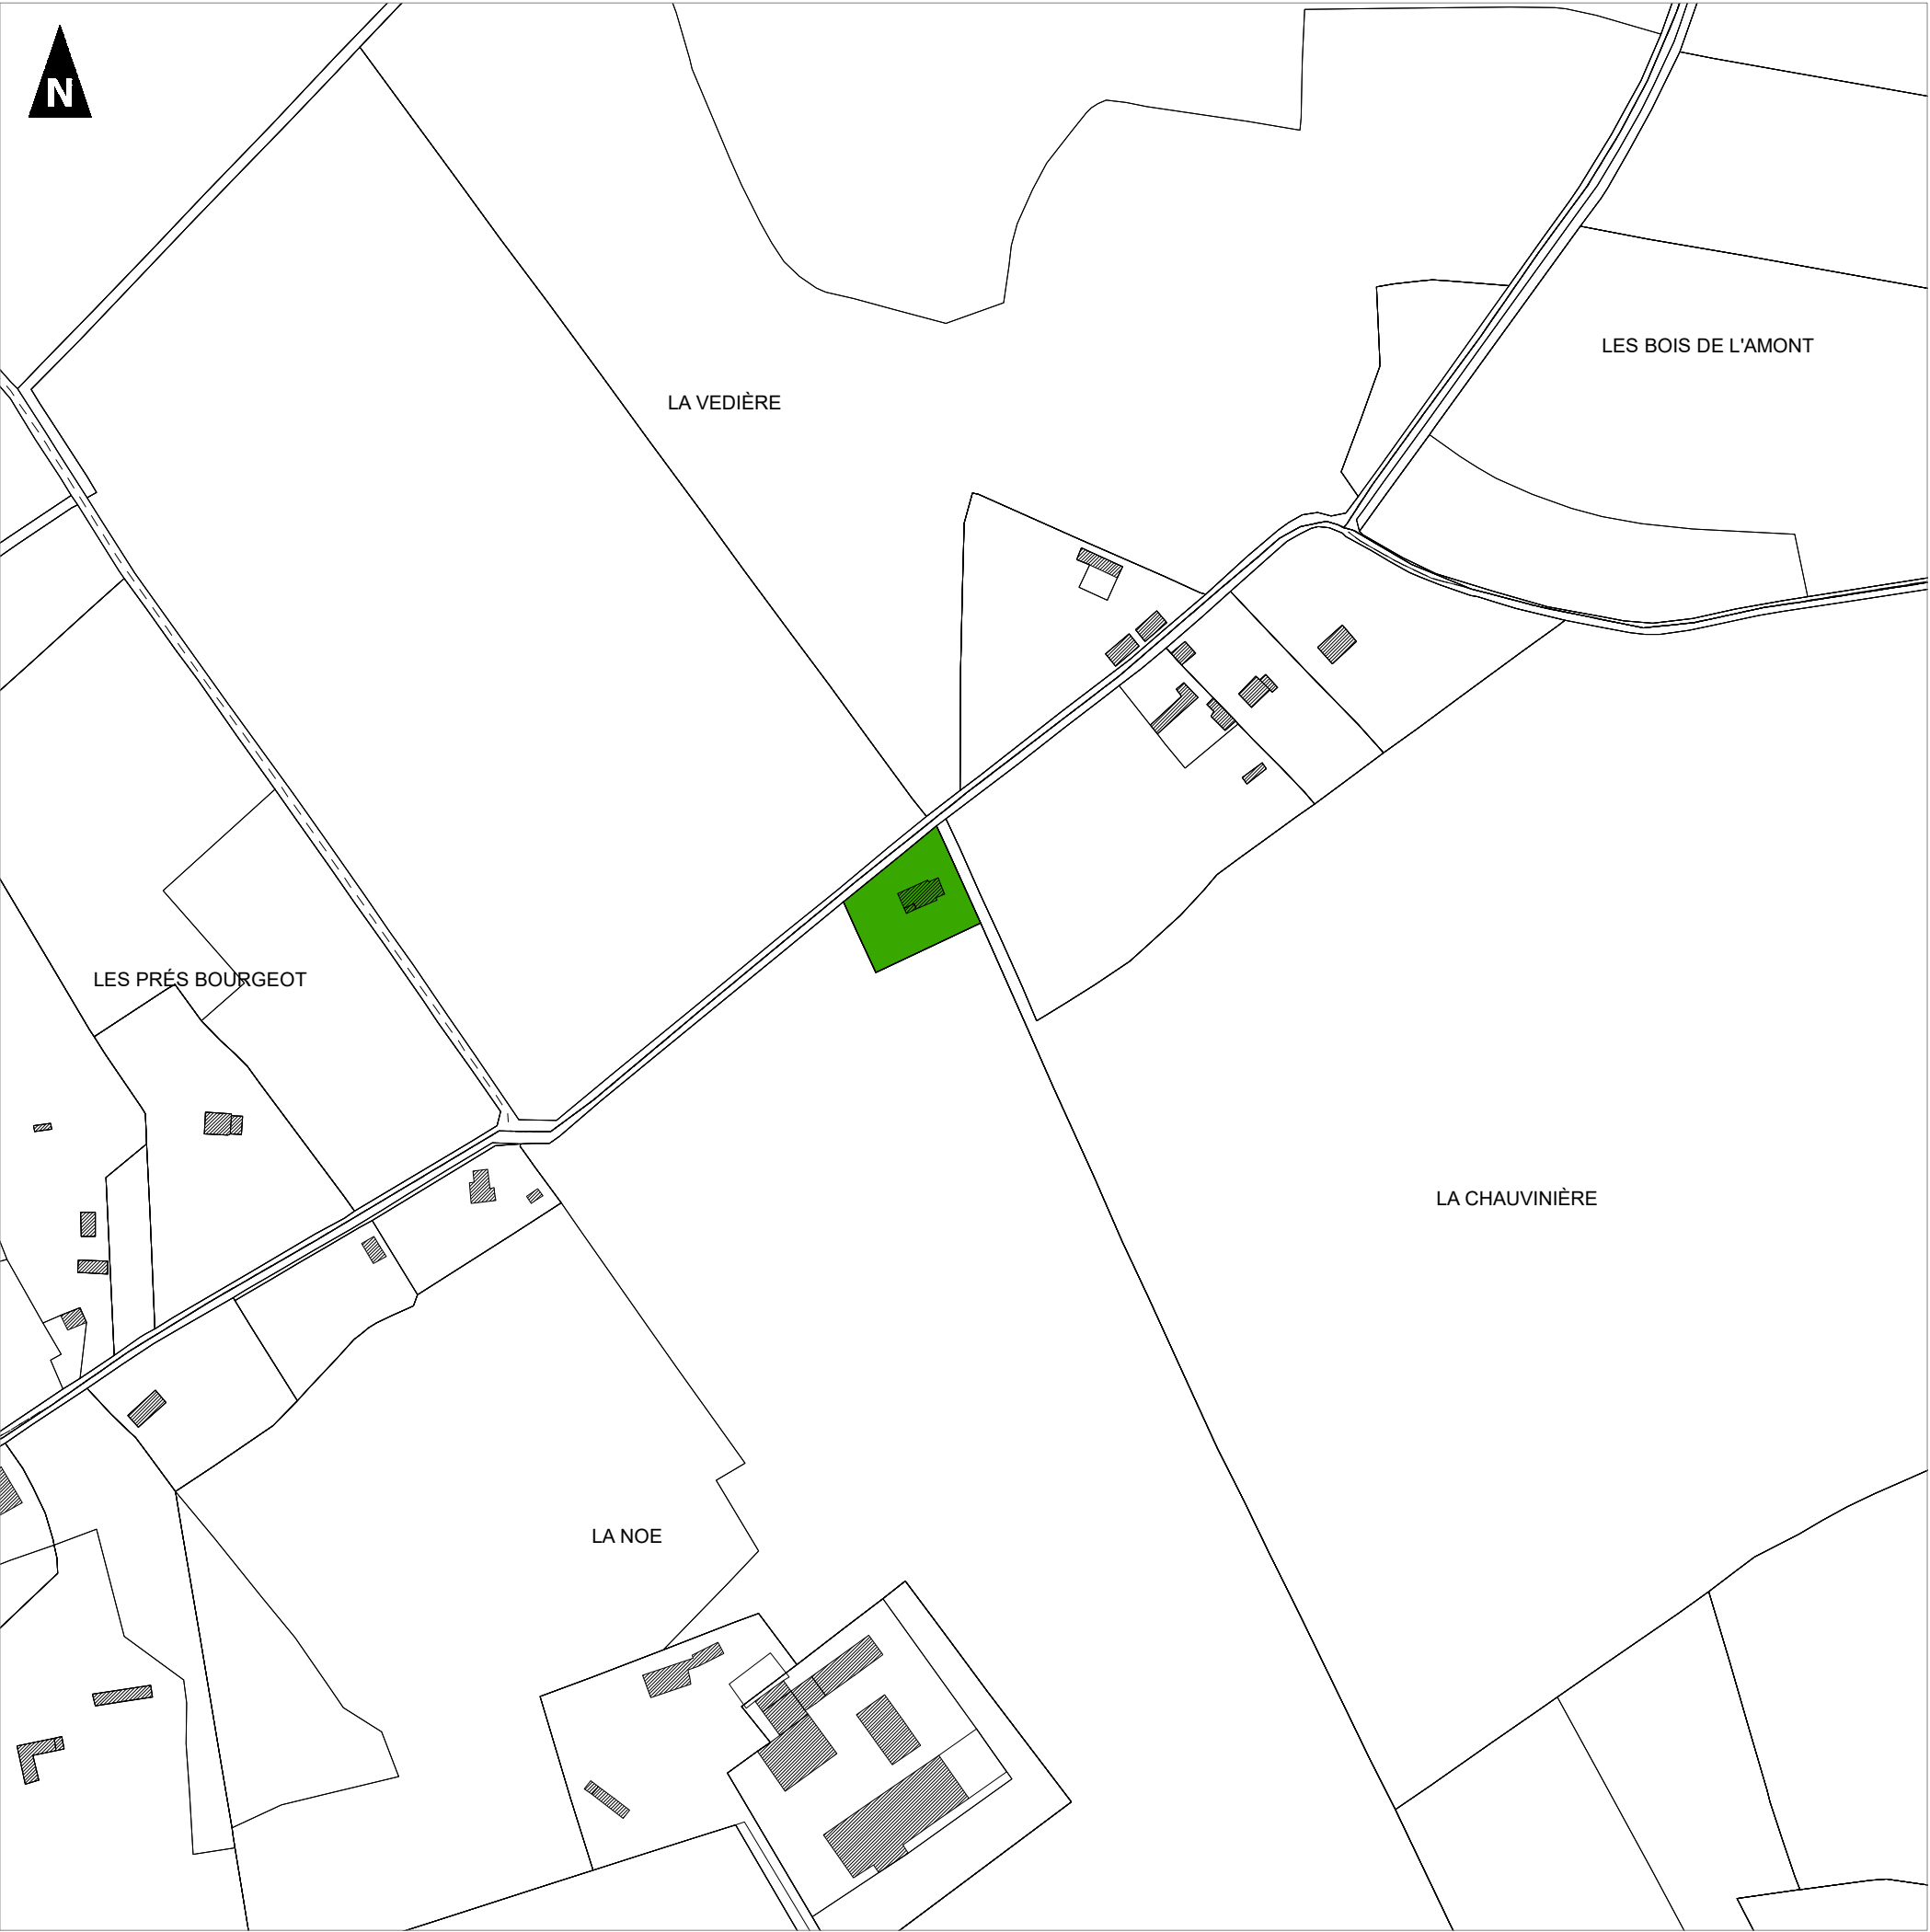 N
LES BOIS DE L'AMONT
LA VEDIÈRE
LES PRÉS BOURGEOT
LA CHAUVINIÈRE
LA NOE